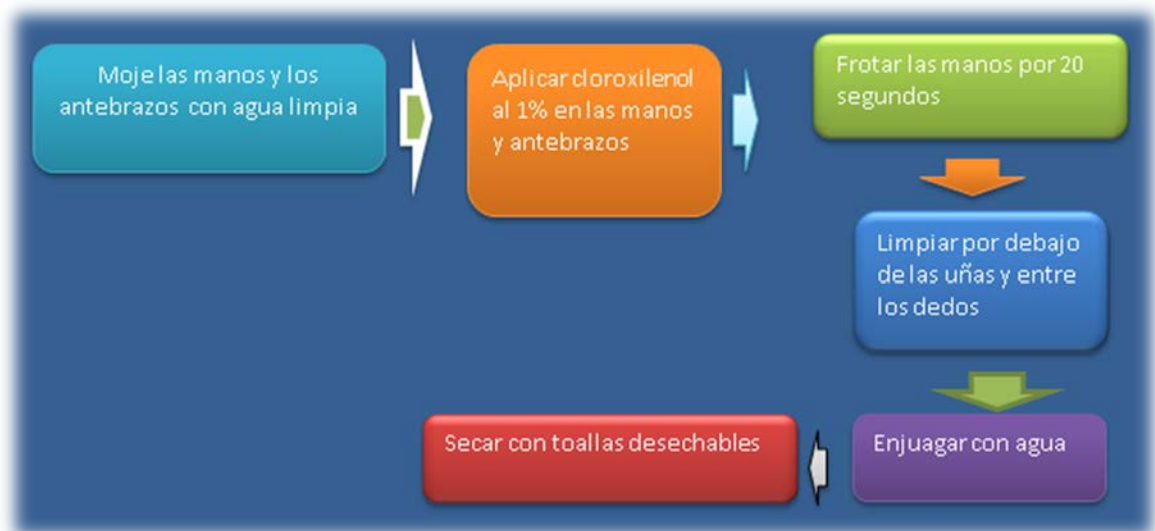 Moje las manos y los
antebrazos con agua limpia
Aplicar cloroxilenol
al 1% en las manos
y antebrazos
Frotar las manos por 20
segundos
Limpiar por debajo
de las uñas y entre
los dedos
Enjuagar con agua
Secar con toallas desechables